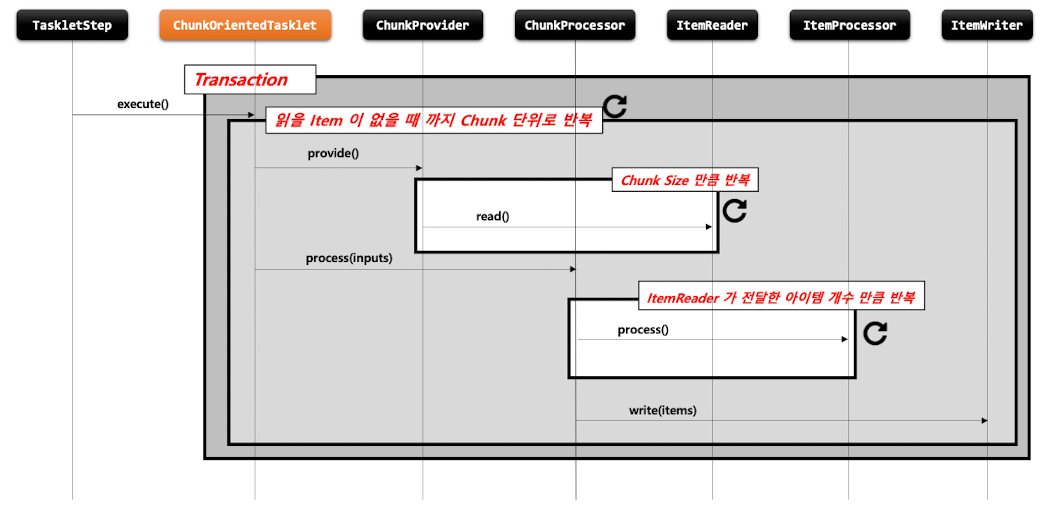 TaskletStep
ChunkOrientedTasklet
ChunkProvider
ChunkProcessor
ItemReader
ItemProcessor
ItemWriter
Transaction
execute()
읽을 Item 이 없을 때 까지 Chunk 단위로 반복
provide()
Chunk Size 만큼 반복
read()
process(inputs)
ItemReader 가 전달한 아이템 개수 만큼 반복
process()
write(items)